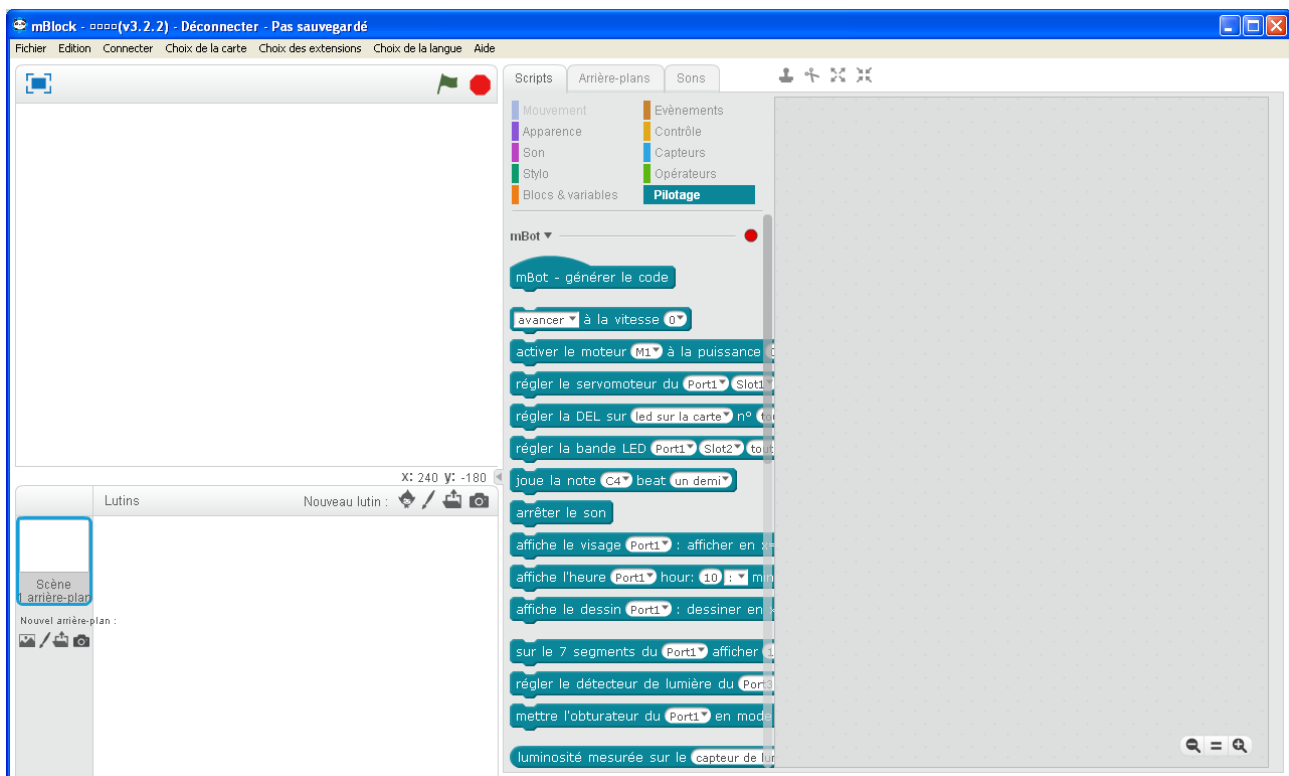 mBlock - □□□□(v3.2.2) - Déconnecter - Pas sauvegardé
Fichier Edition Connecter Choix de la carte Choix des extensions Choix de la langue Aide
Scripts Arrière-plans Sons
Mouvement Evènements
Apparence Contrôle
Son Capteurs
Stylo Opérateurs
Blocs & variables Pilotage
mBot
mBot - générer le code
avancer à la vitesse 0
activer le moteur M1 à la puissance
régler le servomoteur du Port1 Slot1
régler la DEL sur led sur la carte n° tou
régler la bande LED Port1 Slot2 tout
joue la note C4 beat un demi
arrêter le son
affiche le visage Port1 : afficher en x
affiche l'heure Port1 hour: 10 : min
affiche le dessin Port1 : dessiner en x
sur le 7 segments du Port1 afficher 1
régler le détecteur de lumière du Port3
mettre l'obturateur du Port1 en mode
luminosité mesurée sur le capteur de lum
x: 240 y: -180
Lutins Nouveau lutin :
Scène
1 arrière-plan
Nouvel arrière-plan :